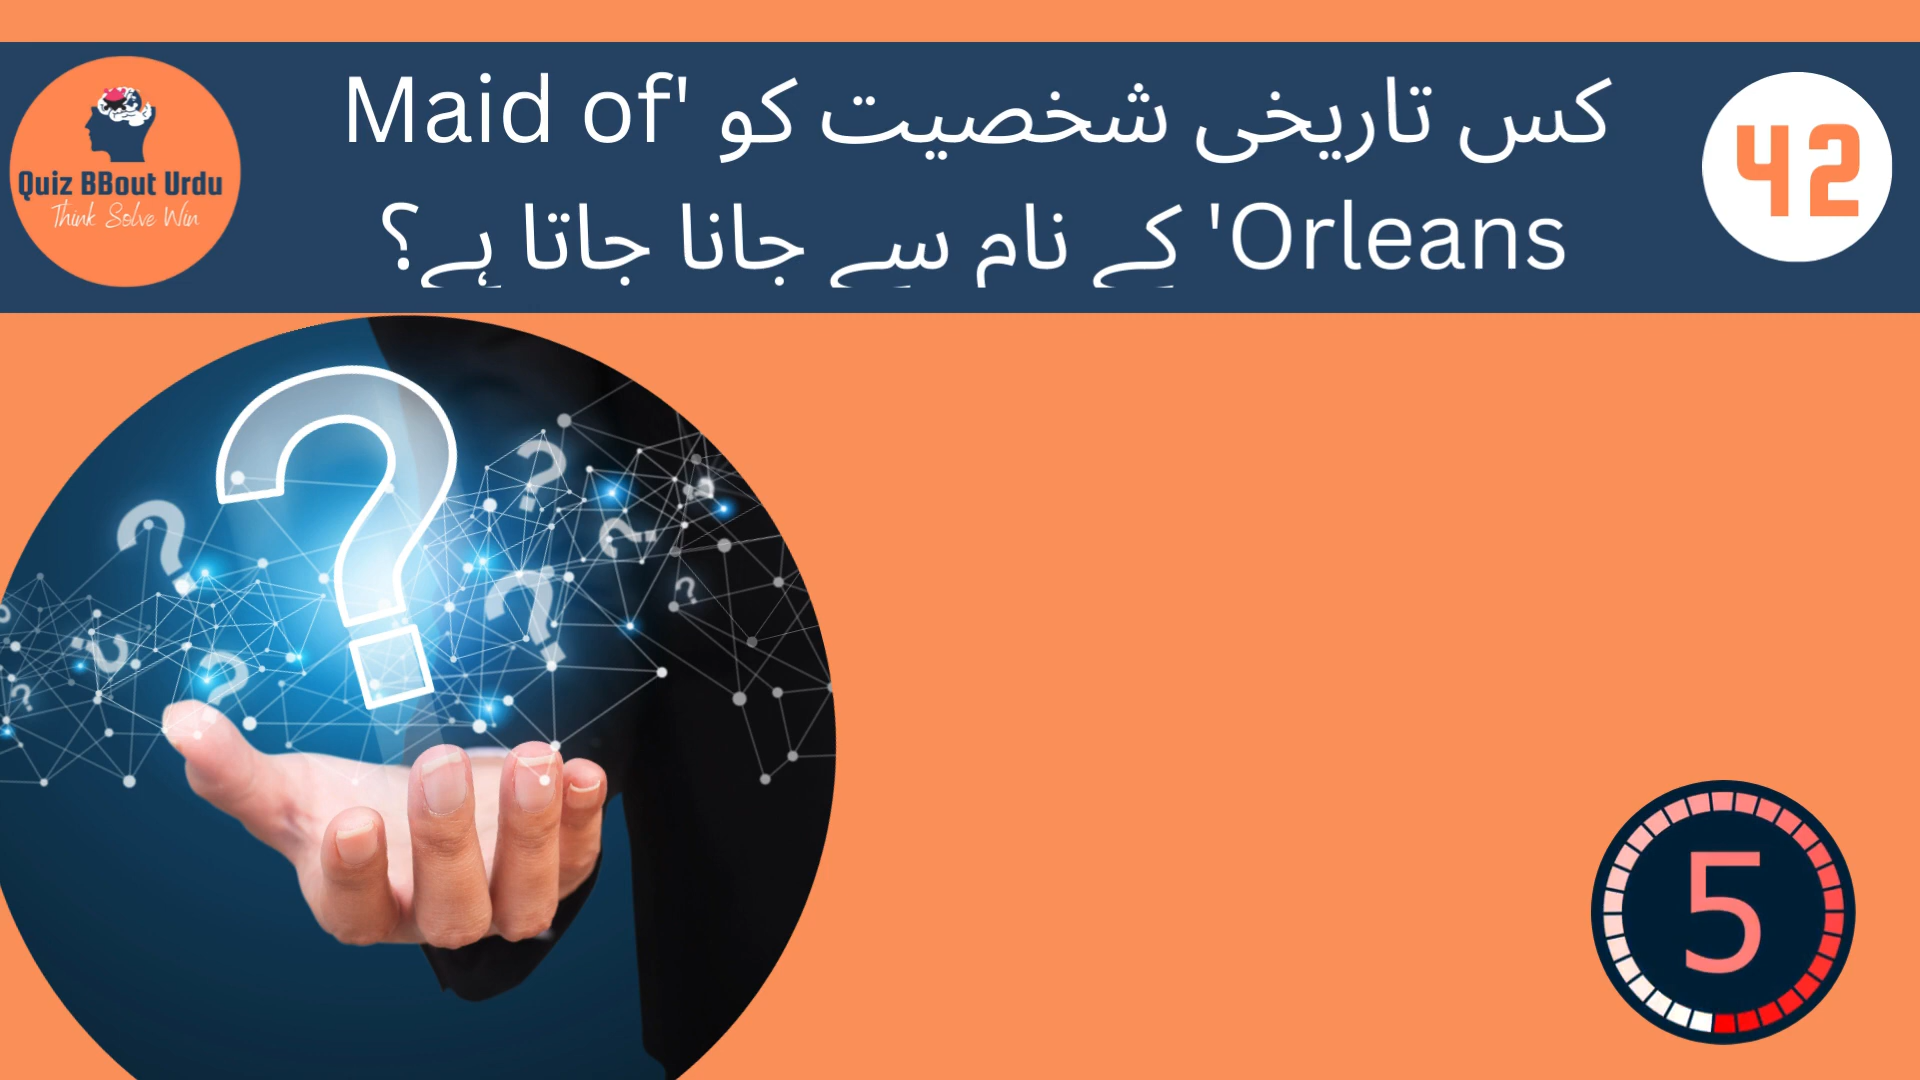 کس تاریخی شخصیت کو 'Maid of
Orleans' کے نام سے جانا جاتا ہے؟
42
Quiz BBout Urdu
Think Solve Win
5